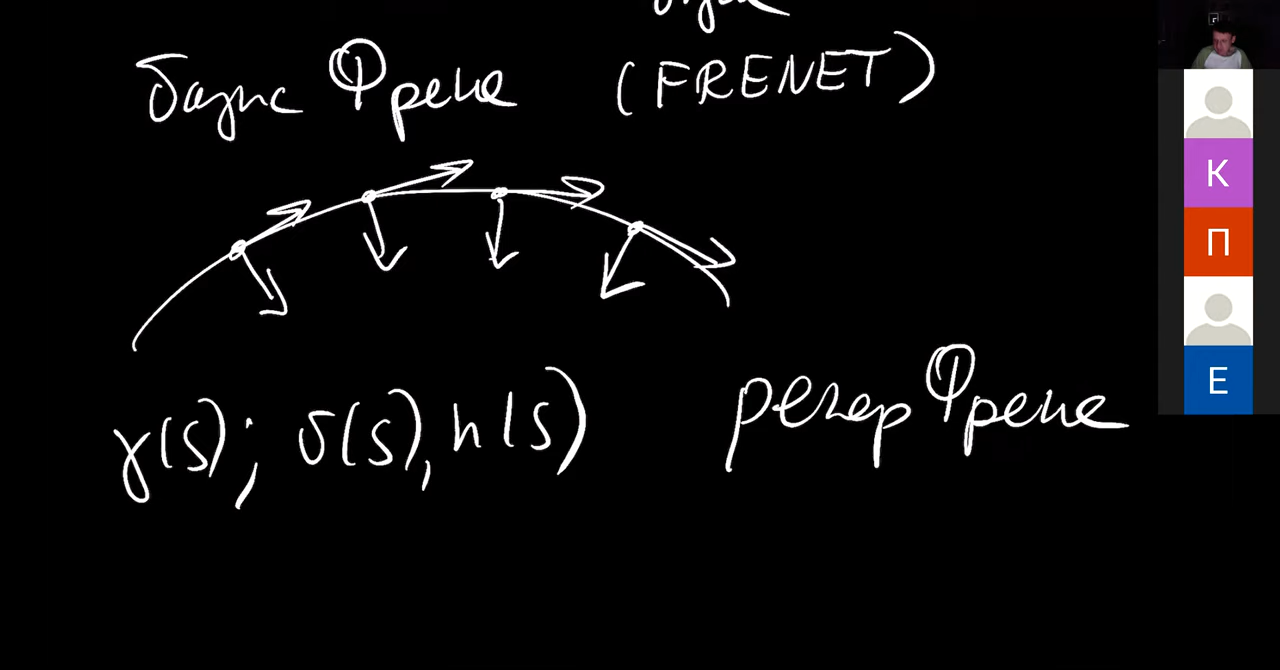 базис Френе (FRENET)
γ(s); v(s), n(s)
репер Френе
К
П
Е